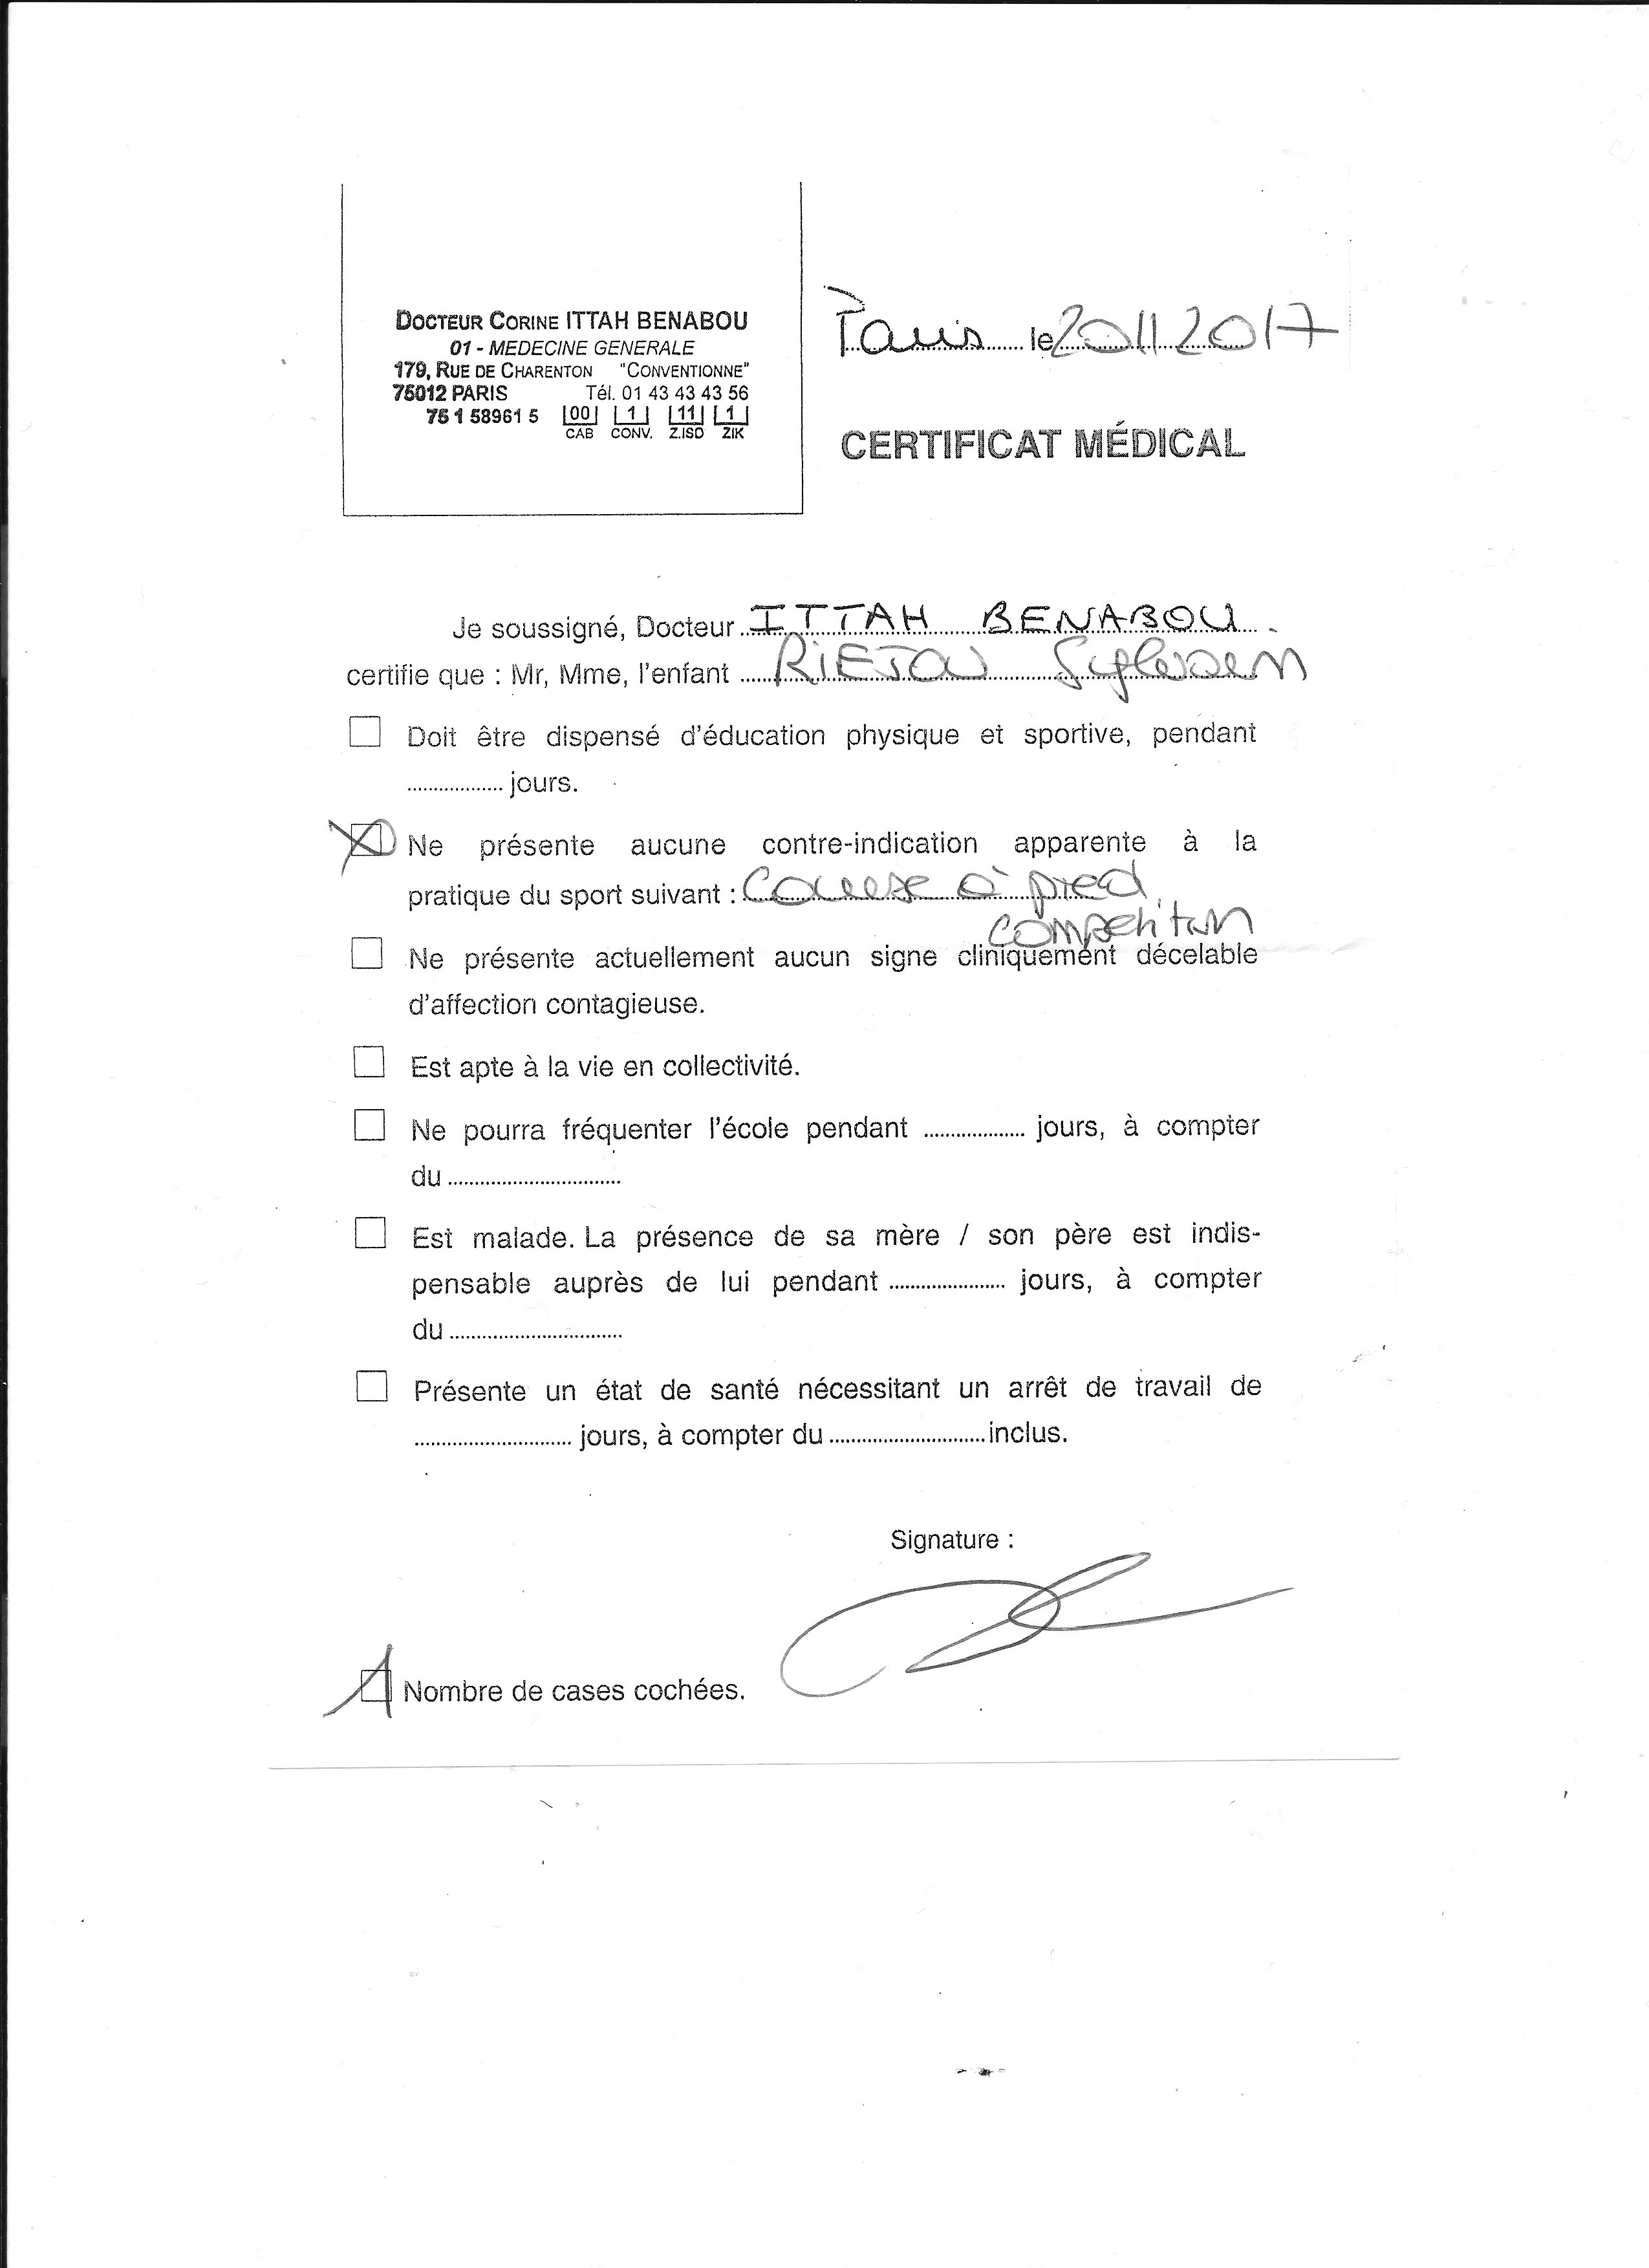 DOCTEUR CORINE ITTAH BENABOU
01 - MEDECINE GENERALE
179, RUE DE CHARENTON "CONVENTIONNE"
75012 PARIS Tél. 01 43 43 43 56
75 1 58961 5 00 1 11 1
CAB CONV. Z.ISD ZIK
Paris le 20 11 2017
CERTIFICAT MÉDICAL
Je soussigné, Docteur ITTAH BENABOU
certifie que : Mr, Mme, l'enfant RIEJOU Sylvain
Doit être dispensé d'éducation physique et sportive, pendant
.................. jours.
Ne présente aucune contre-indication apparente à la
pratique du sport suivant : Course à pied
competition
Ne présente actuellement aucun signe cliniquement décelable
d'affection contagieuse.
Est apte à la vie en collectivité.
Ne pourra fréquenter l'école pendant .................. jours, à compter
du ................................
Est malade. La présence de sa mère / son père est indis-
pensable auprès de lui pendant ..................... jours, à compter
du ................................
Présente un état de santé nécessitant un arrêt de travail de
............................. jours, à compter du ............................. inclus.
Signature :
1 Nombre de cases cochées.